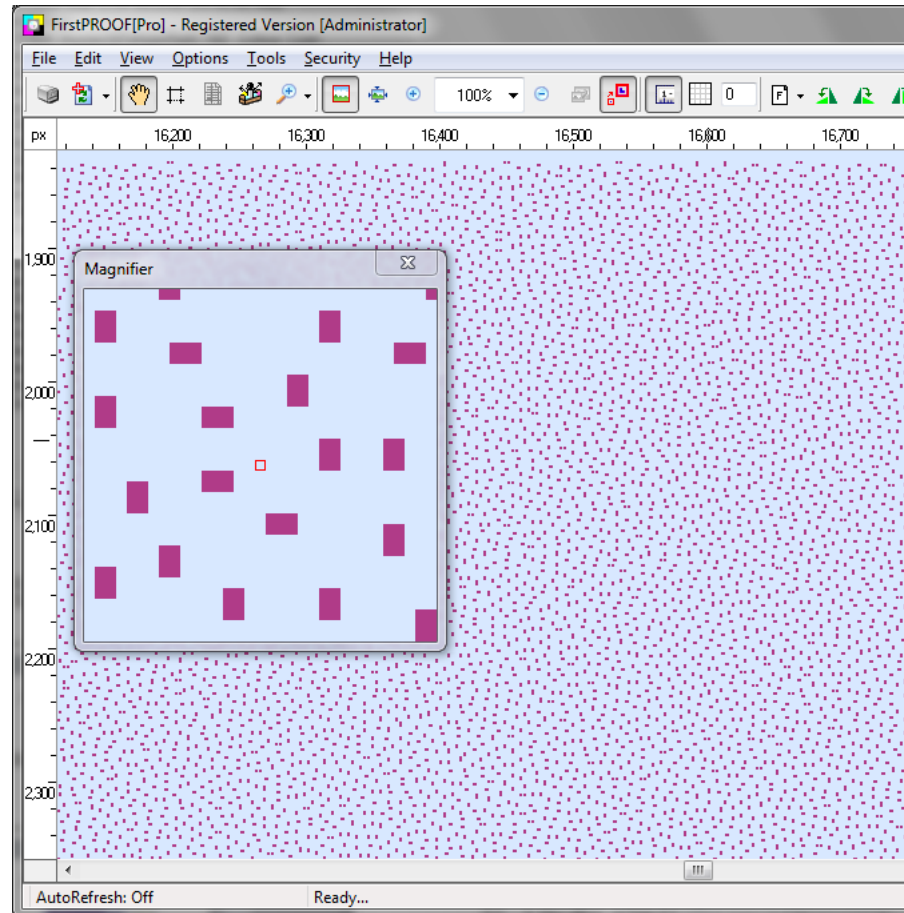 FirstPROOF[Pro] - Registered Version [Administrator]
File Edit View Options Tools Security Help
100% 1- 0 F
px 16,200 16,300 16,400 16,500 16,600 16,700
1,900
Magnifier
2,000
2,100
2,200
2,300
AutoRefresh: Off Ready...